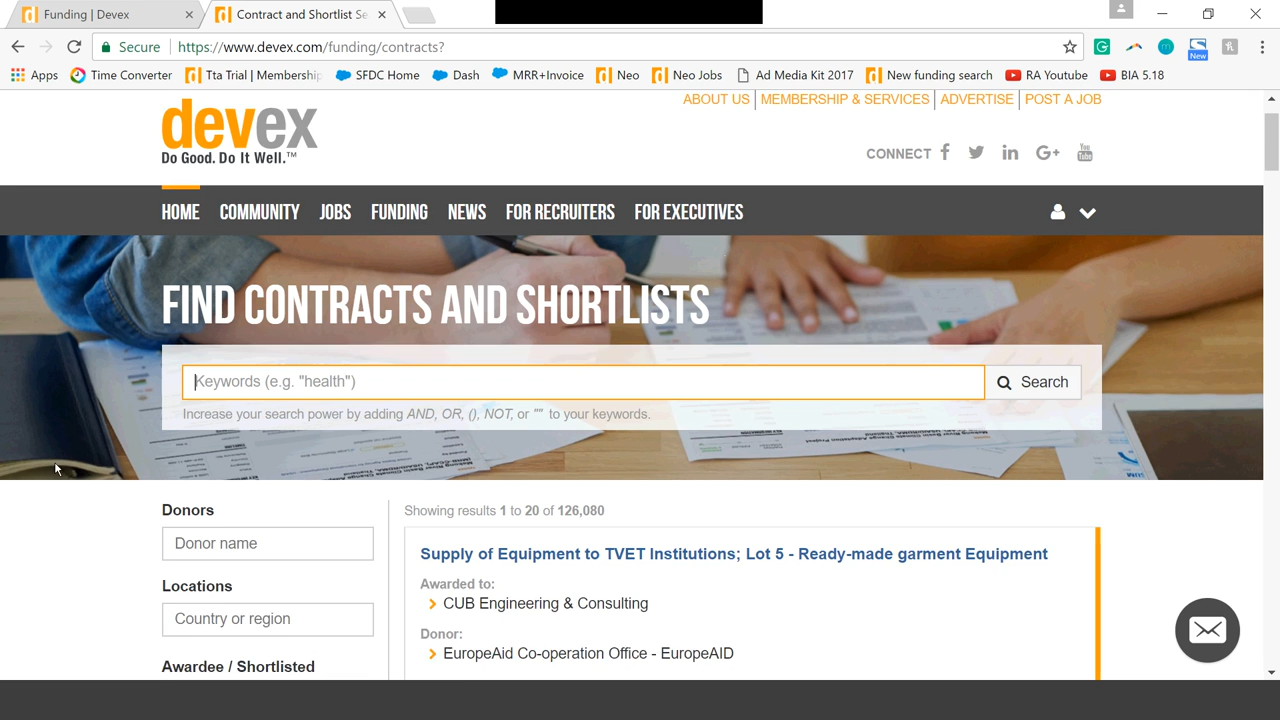 Funding | Devex
Contract and Shortlist Se
Secure
https://www.devex.com/funding/contracts?
Apps
Time Converter
Tta Trial | Membership
SFDC Home
Dash
MRR+Invoice
Neo
Neo Jobs
Ad Media Kit 2017
New funding search
RA Youtube
BIA 5.18
New
ABOUT US | MEMBERSHIP & SERVICES | ADVERTISE | POST A JOB
devex
Do Good. Do It Well.™
CONNECT
You Tube
HOME
COMMUNITY
JOBS
FUNDING
NEWS
FOR RECRUITERS
FOR EXECUTIVES
FIND CONTRACTS AND SHORTLISTS
Keywords (e.g. "health")
Search
Increase your search power by adding AND, OR, (), NOT, or "" to your keywords.
Donors
Donor name
Locations
Country or region
Awardee / Shortlisted
Showing results 1 to 20 of 126,080
Supply of Equipment to TVET Institutions; Lot 5 - Ready-made garment Equipment
Awarded to:
CUB Engineering & Consulting
Donor:
EuropeAid Co-operation Office - EuropeAID